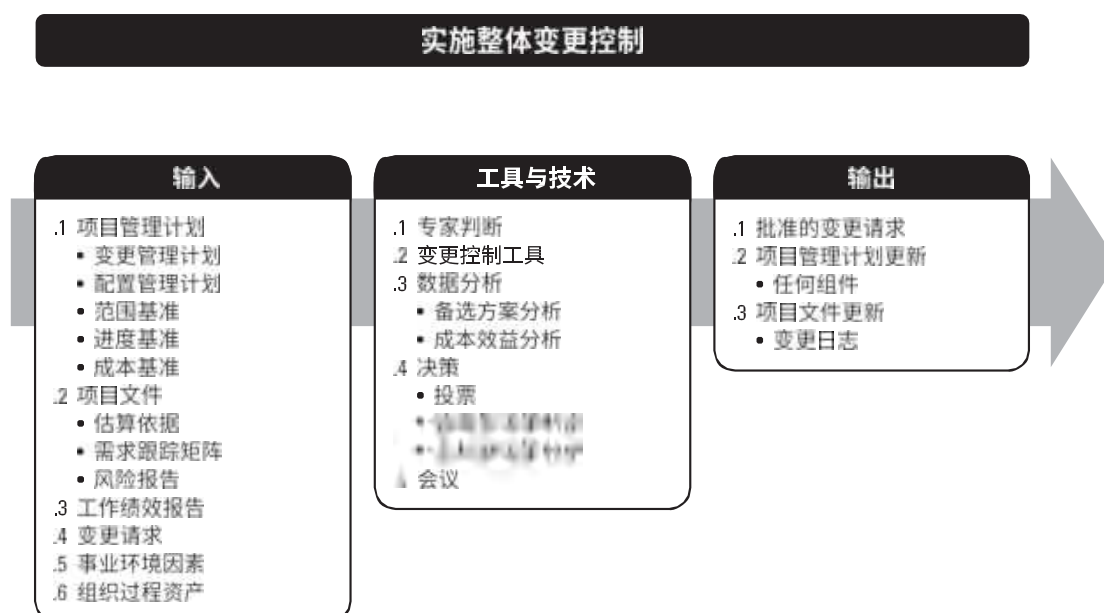 实施整体变更控制
输入
.1 项目管理计划
• 变更管理计划
• 配置管理计划
• 范围基准
• 进度基准
• 成本基准
.2 项目文件
• 估算依据
• 需求跟踪矩阵
• 风险报告
.3 工作绩效报告
.4 变更请求
.5 事业环境因素
.6 组织过程资产
工具与技术
.1 专家判断
.2 变更控制工具
.3 数据分析
• 备选方案分析
• 成本效益分析
.4 决策
• 投票
会议
输出
.1 批准的变更请求
.2 项目管理计划更新
• 任何组件
.3 项目文件更新
• 变更日志